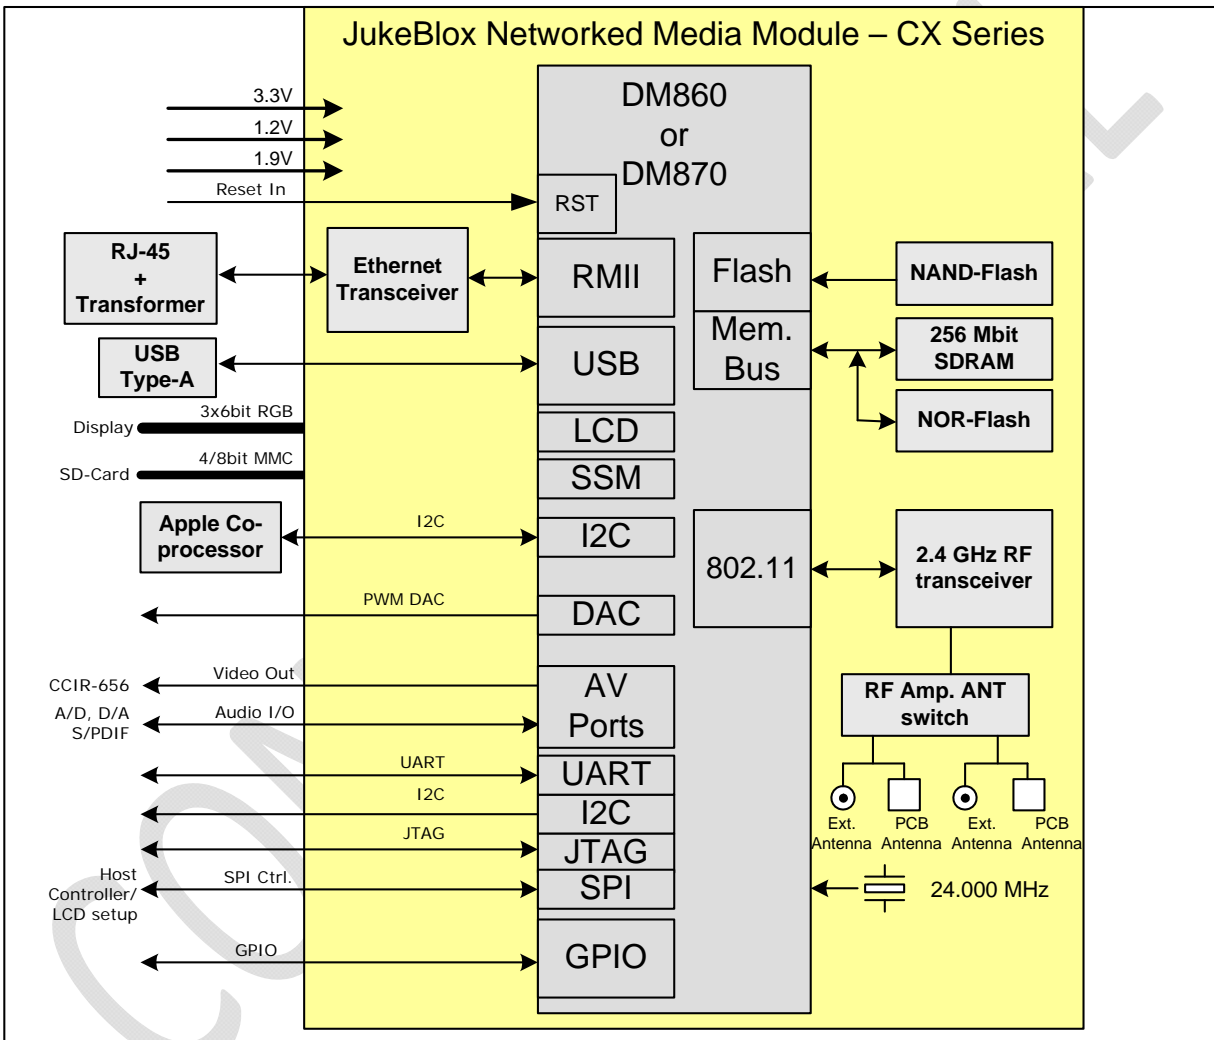 JukeBlox Networked Media Module – CX Series
DM860
or
DM870
3.3V
1.2V
1.9V
Reset In
RST
RJ-45
+
Transformer
Ethernet
Transceiver
RMII
Flash
NAND-Flash
USB
Type-A
USB
Mem.
Bus
256 Mbit
SDRAM
NOR-Flash
Display
3x6bit RGB
LCD
SD-Card
4/8bit MMC
SSM
Apple Co-
processor
I2C
I2C
802.11
2.4 GHz RF
transceiver
PWM DAC
DAC
CCIR-656
Video Out
A/D, D/A
S/PDIF
Audio I/O
AV
Ports
RF Amp. ANT
switch
UART
UART
I2C
I2C
JTAG
JTAG
Ext.
Antenna
PCB
Antenna
Ext.
Antenna
PCB
Antenna
Host
Controller/
LCD setup
SPI Ctrl.
SPI
24.000 MHz
GPIO
GPIO